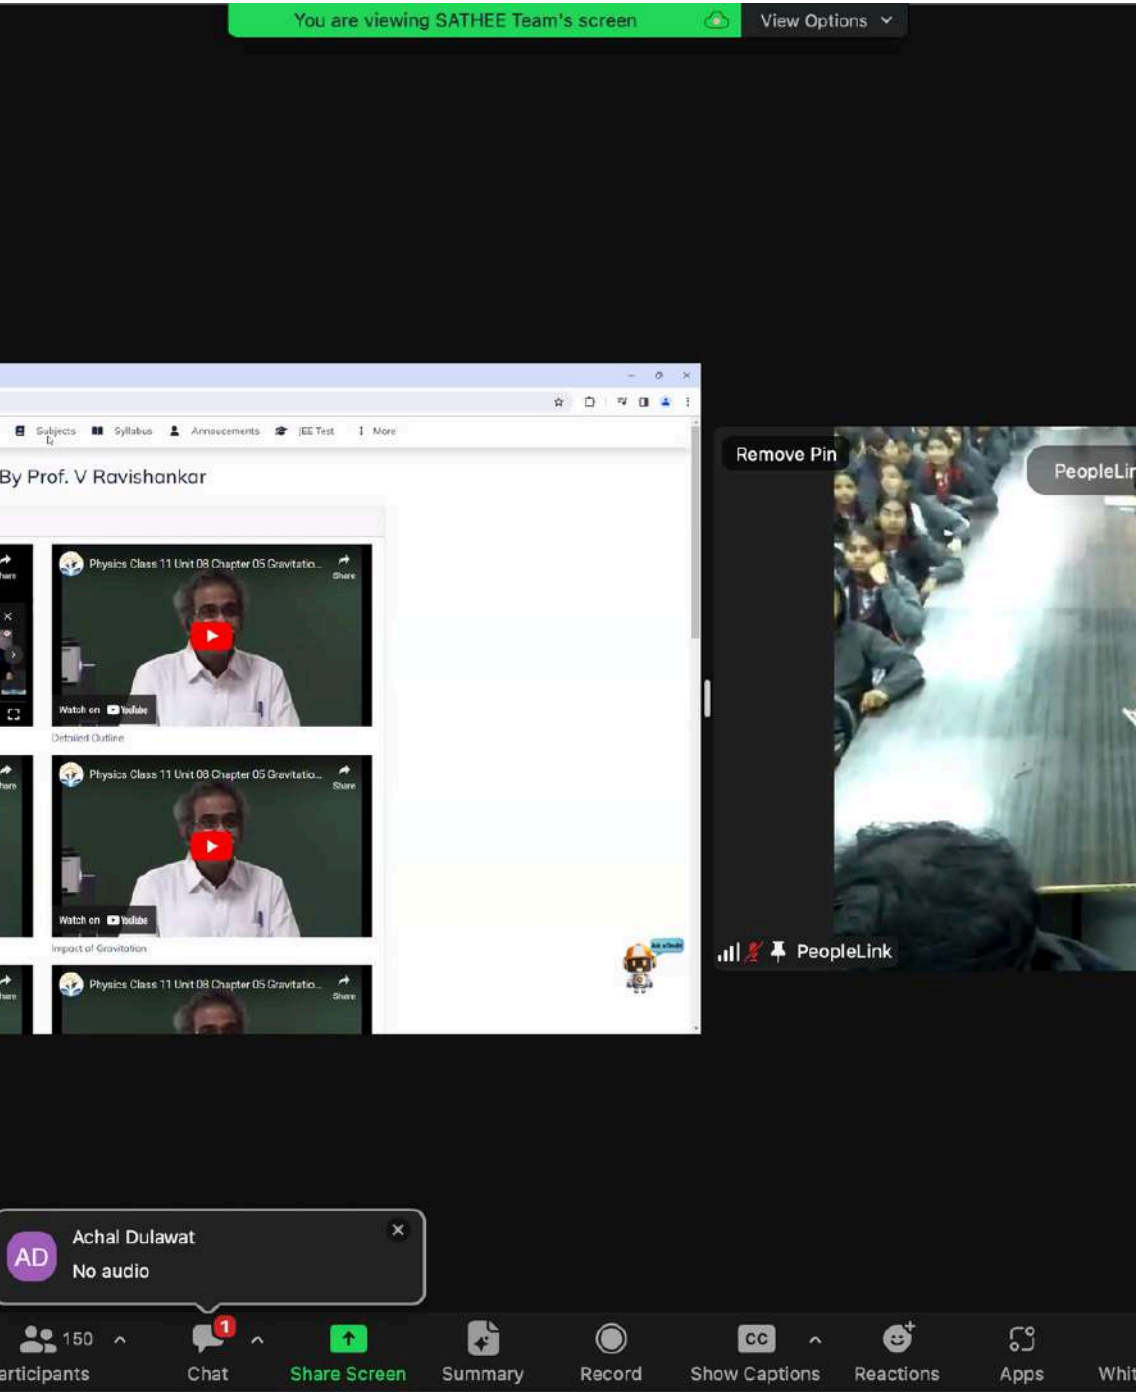 You are viewing SATHEE Team's screen
View Options
Subjects
Syllabus
Annoucements
JEE Test
More
By Prof. V Ravishankar
Physics Class 11 Unit 08 Chapter 05 Gravitatio...
Share
Watch on YouTube
Detailed Outline
Physics Class 11 Unit 08 Chapter 05 Gravitatio...
Share
Watch on YouTube
Impact of Gravitation
Physics Class 11 Unit 08 Chapter 05 Gravitatio...
Share
Remove Pin
PeopleLin
PeopleLink
AD
Achal Dulawat
No audio
150
1
CC
articipants
Chat
Share Screen
Summary
Record
Show Captions
Reactions
Apps
Whit